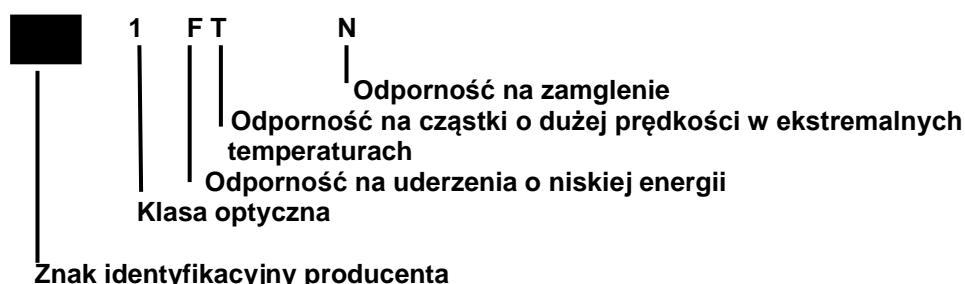 1 F T N
Odporność na zamglenie
Odporność na cząstki o dużej prędkości w ekstremalnych
temperaturach
Odporność na uderzenia o niskiej energii
Klasa optyczna
Znak identyfikacyjny producenta